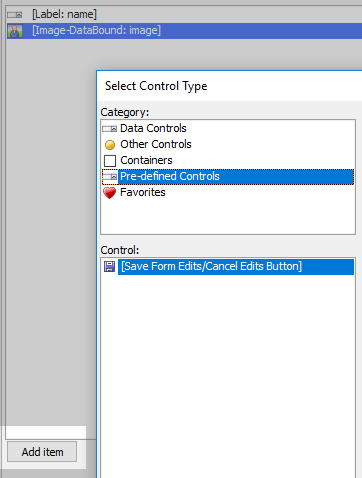 [Label: name]
[Image-DataBound: image]
Select Control Type
Category:
Data Controls
Other Controls
Containers
Pre-defined Controls
Favorites
Control:
[Save Form Edits/Cancel Edits Button]
Add item